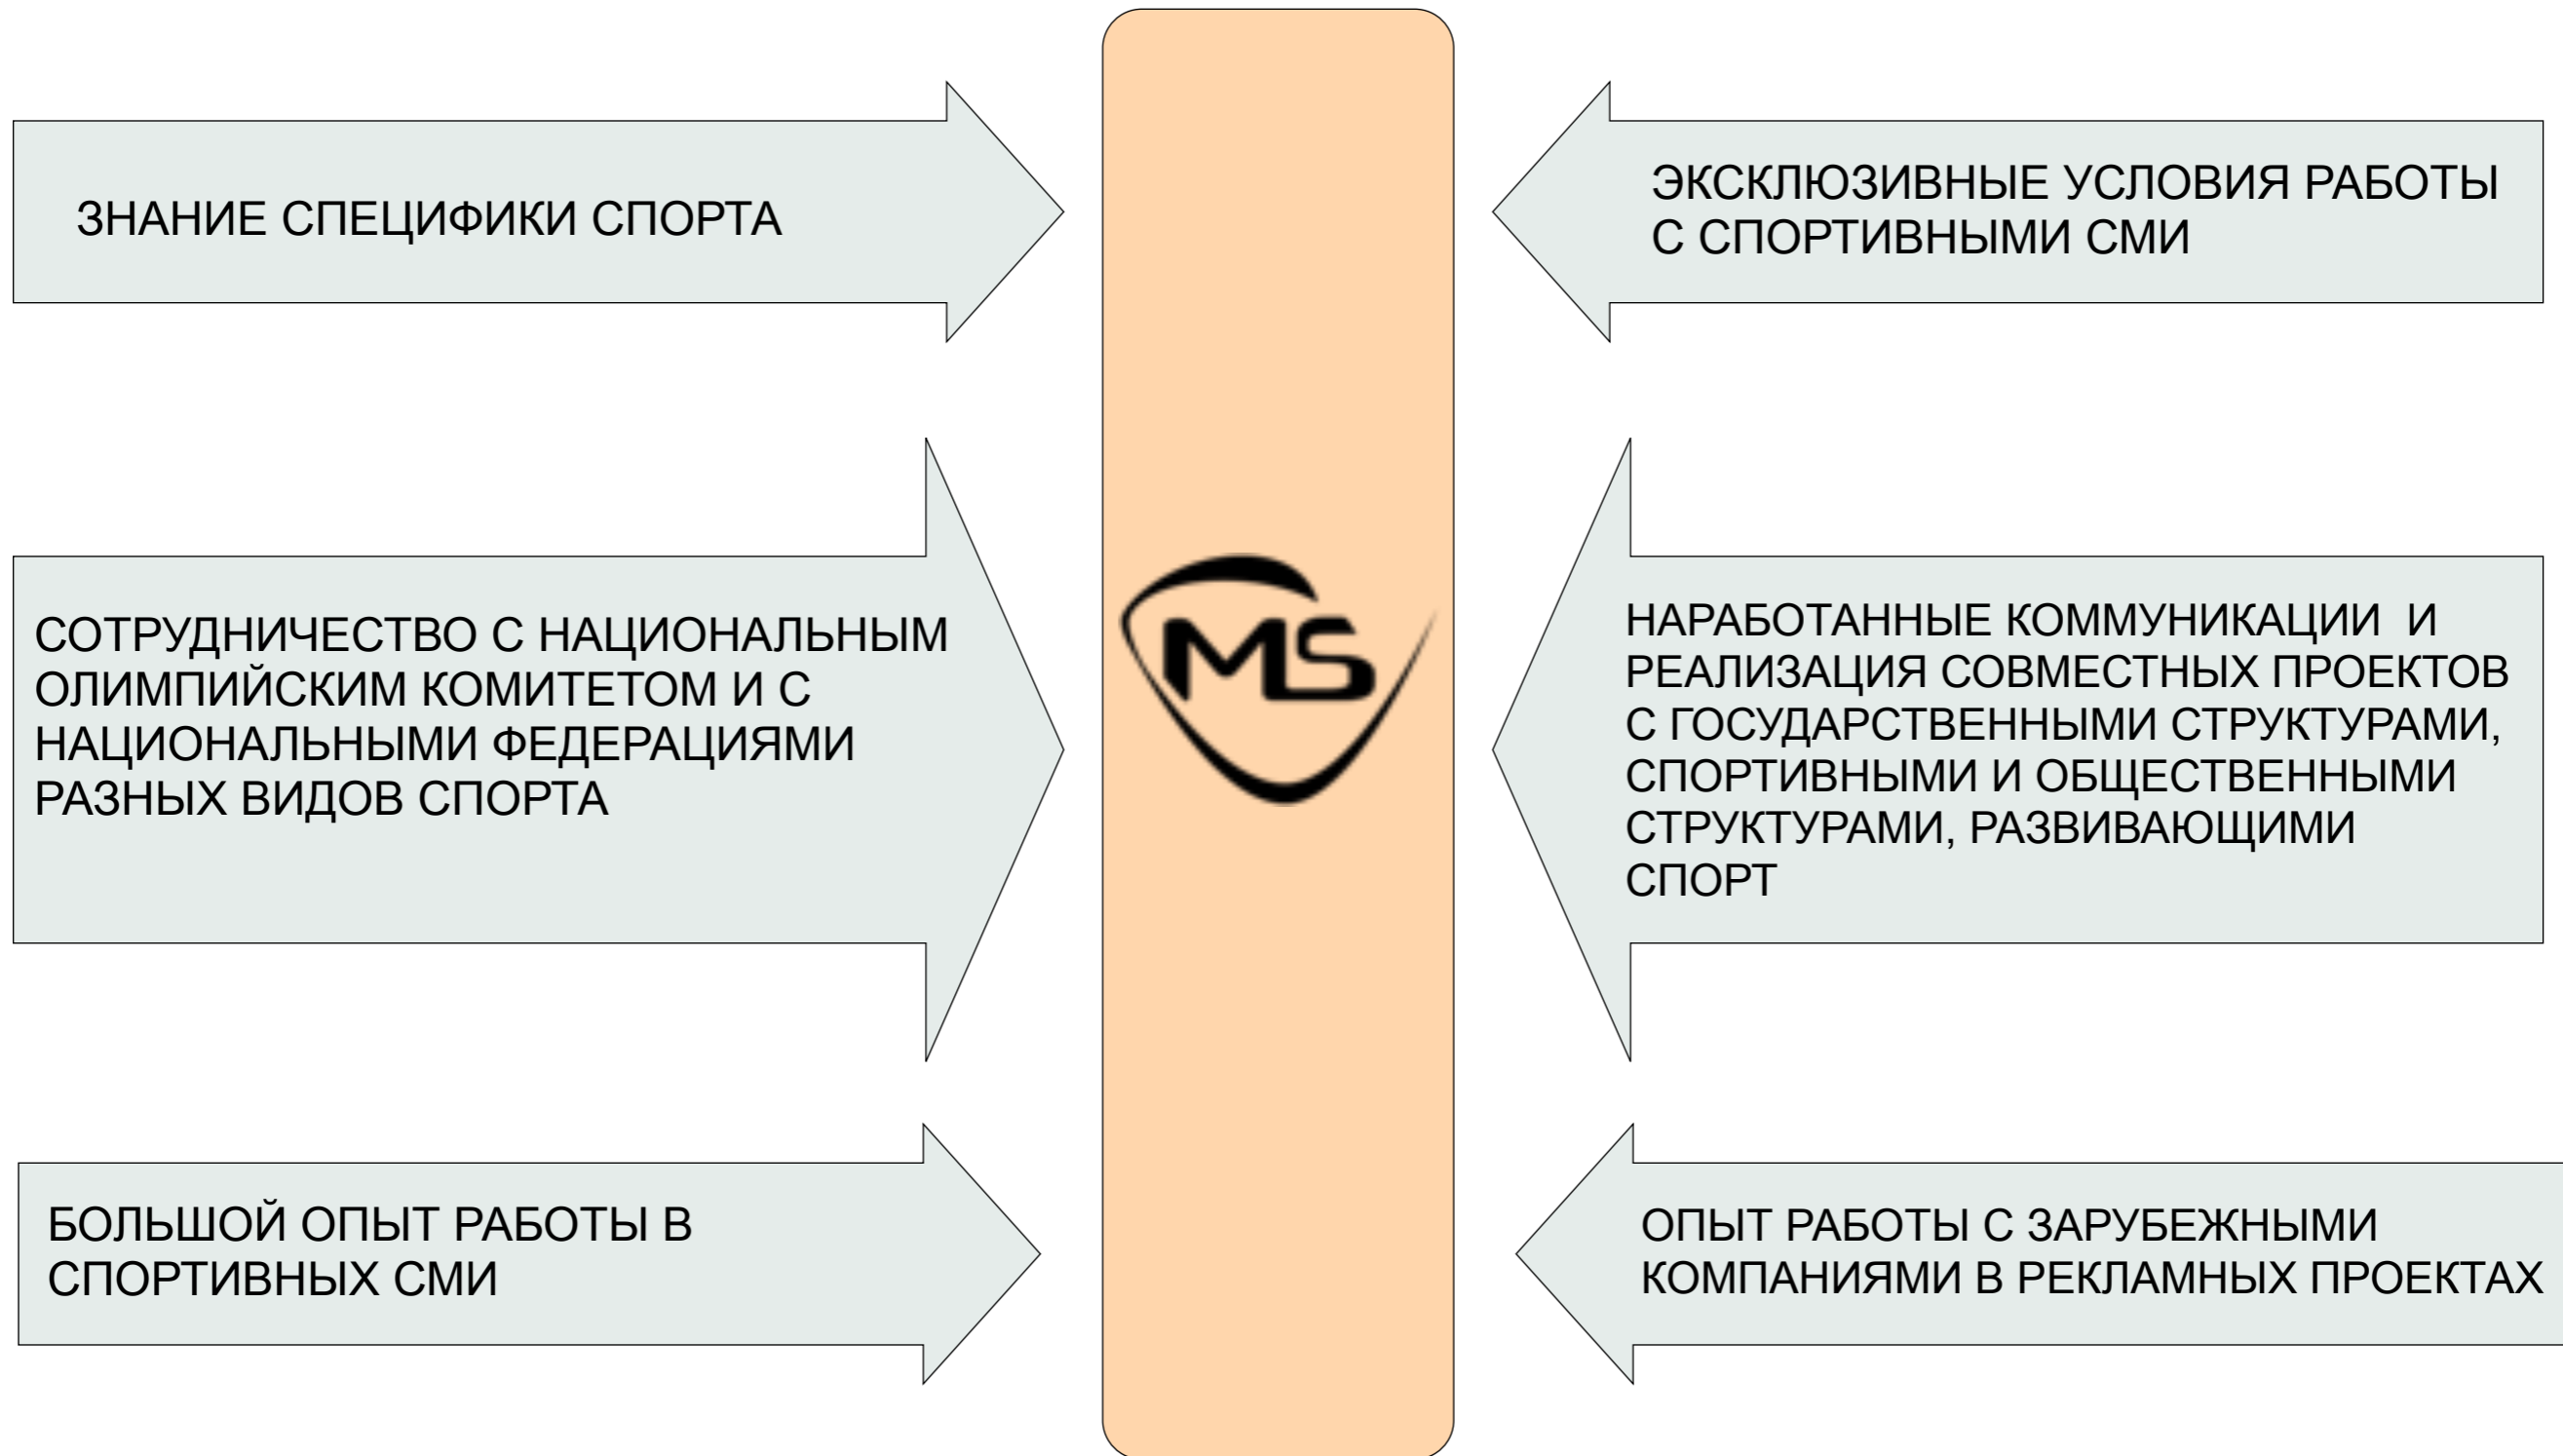 ЗНАНИЕ СПЕЦИФИКИ СПОРТА
ЭКСКЛЮЗИВНЫЕ УСЛОВИЯ РАБОТЫ
С СПОРТИВНЫМИ СМИ
СОТРУДНИЧЕСТВО С НАЦИОНАЛЬНЫМ
ОЛИМПИЙСКИМ КОМИТЕТОМ И С
НАЦИОНАЛЬНЫМИ ФЕДЕРАЦИЯМИ
РАЗНЫХ ВИДОВ СПОРТА
MS
НАРАБОТАННЫЕ КОММУНИКАЦИИ  И
РЕАЛИЗАЦИЯ СОВМЕСТНЫХ ПРОЕКТОВ
С ГОСУДАРСТВЕННЫМИ СТРУКТУРАМИ,
СПОРТИВНЫМИ И ОБЩЕСТВЕННЫМИ
СТРУКТУРАМИ, РАЗВИВАЮЩИМИ
СПОРТ
БОЛЬШОЙ ОПЫТ РАБОТЫ В
СПОРТИВНЫХ СМИ
ОПЫТ РАБОТЫ С ЗАРУБЕЖНЫМИ
КОМПАНИЯМИ В РЕКЛАМНЫХ ПРОЕКТАХ